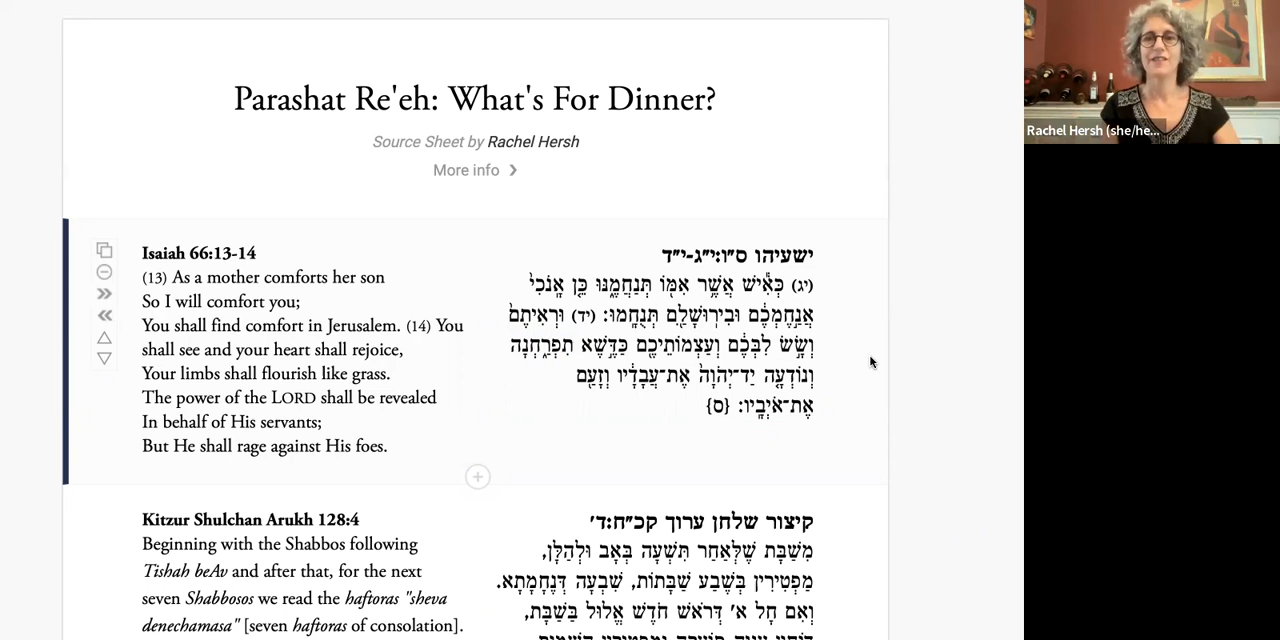 Parashat Re'eh: What's For Dinner?
Source Sheet by Rachel Hersh
More info
Isaiah 66:13-14
(13) As a mother comforts her son
So I will comfort you;
You shall find comfort in Jerusalem. (14) You
shall see and your heart shall rejoice,
Your limbs shall flourish like grass.
The power of the LORD shall be revealed
In behalf of His servants;
But He shall rage against His foes.
ישעיהו ס״ו:י״ג-י״ד
(יג) כְּאִ֕ישׁ אֲשֶׁ֥ר אִמּ֖וֹ תְּנַחֲמֶ֑נּוּ כֵּ֤ן אָֽנֹכִי֙
אֲנַ֣חֶמְכֶ֔ם וּבִירֽוּשָׁלַ֖͏ִם תְּנֻחָֽמוּ׃ (יד) וּרְאִיתֶם֙
וְשָׂ֣שׂ לִבְּכֶ֔ם וְעַצְמוֹתֵיכֶ֖ם כַּדֶּ֣שֶׁא תִפְרַ֑חְנָה
וְנוֹדְעָ֤ה יַד־יְהֹוָה֙ אֶת־עֲבָדָ֔יו וְזָעַ֖ם
אֶת־אֹיְבָֽיו׃ {ס}
Kitzur Shulchan Arukh 128:4
Beginning with the Shabbos following
Tishah beAv and after that, for the next
seven Shabbosos we read the haftoras "sheva
denechamasa" [seven haftoras of consolation].
קיצור שלחן ערוך קכ״ח:ד׳
מִשַּׁבָּת שֶׁלְּאַחַר תִּשְׁעָה בְּאָב וּלְהַלָּן,
מַפְטִירִין בְּשֶׁבַע שַׁבָּתוֹת, שִׁבְעָה דְּנֶחָמָתָא.
וְאִם חָל א׳ דְּרֹאשׁ חֹדֶשׁ אֱלוּל בַּשַּׁבָּת,
Rachel Hersh (she/he...